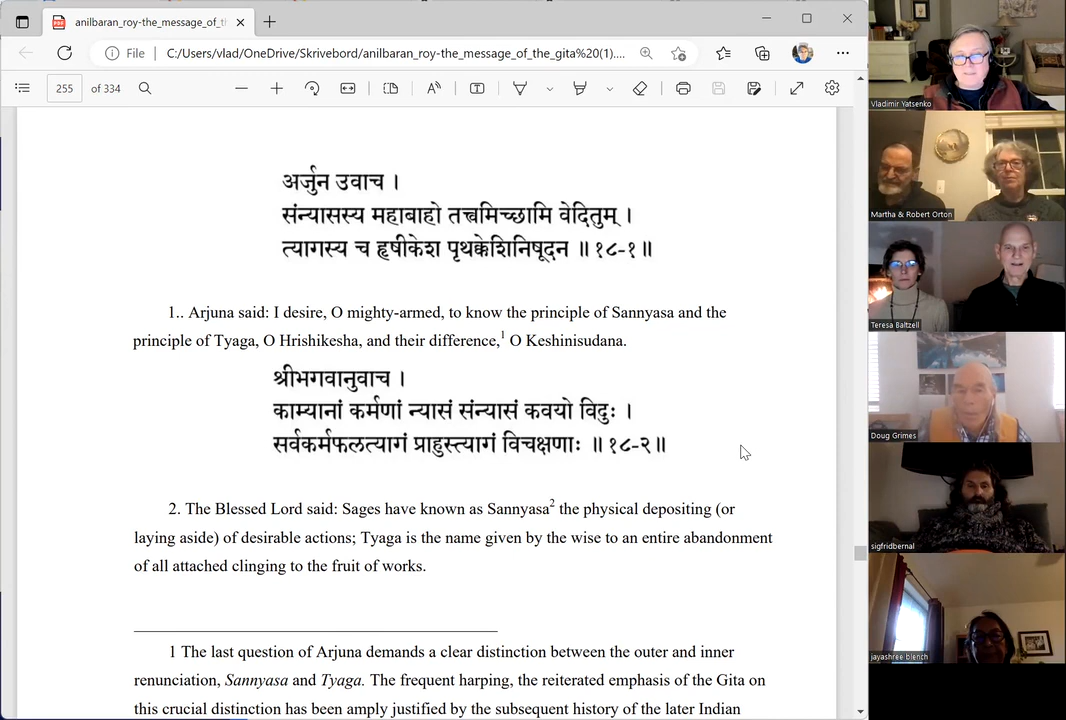 anilbaran_roy-the_message_of_th
File
C:/Users/vlad/OneDrive/Skrivebord/anilbaran_roy-the_message_of_the_gita%20(1)....
255 of 334
अर्जुन उवाच ।
संन्यासस्य महाबाहो तत्त्वमिच्छामि वेदितुम् ।
त्यागस्य च हृषीकेश पृथक्केशिनिषूदन ॥१८-१॥
1.. Arjuna said: I desire, O mighty-armed, to know the principle of Sannyasa and the
principle of Tyaga, O Hrishikesha, and their difference,1 O Keshinisudana.
श्रीभगवानुवाच ।
काम्यानां कर्मणां न्यासं संन्यासं कवयो विदुः ।
सर्वकर्मफलत्यागं प्राहुस्त्यागं विचक्षणाः ॥१८-२॥
2. The Blessed Lord said: Sages have known as Sannyasa2 the physical depositing (or
laying aside) of desirable actions; Tyaga is the name given by the wise to an entire abandonment
of all attached clinging to the fruit of works.
1 The last question of Arjuna demands a clear distinction between the outer and inner
renunciation, Sannyasa and Tyaga. The frequent harping, the reiterated emphasis of the Gita on
this crucial distinction has been amply justified by the subsequent history of the later Indian
Vladimir Yatsenko
Martha & Robert Orton
Teresa Baltzell
Doug Grimes
sigfridbernal
jayashree blench